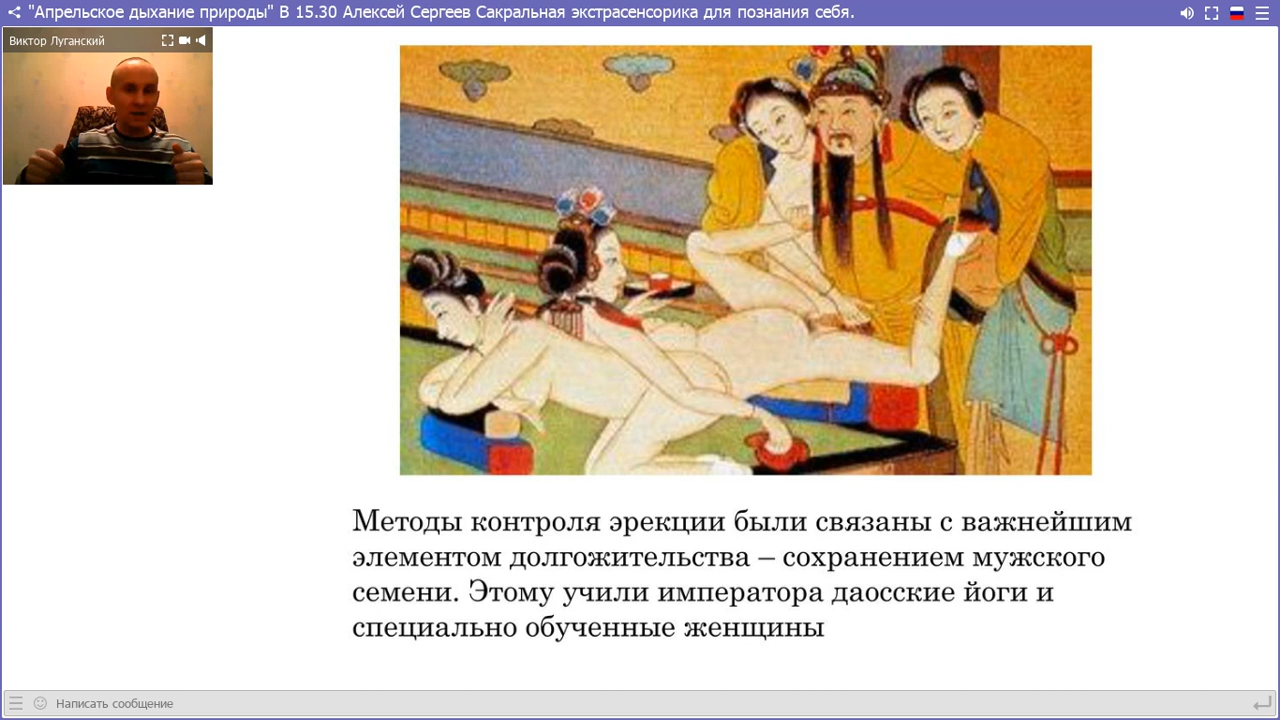 "Апрельское дыхание природы" В 15.30 Алексей Сергеев Сакральная экстрасенсорика для познания себя.
Виктор Луганский
Методы контроля эрекции были связаны с важнейшим
элементом долгожительства – сохранением мужского
семени. Этому учили императора даосские йоги и
специально обученные женщины
Написать сообщение